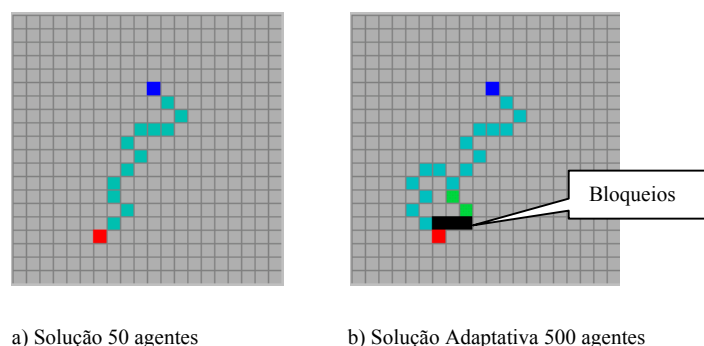 Bloqueios
a) Solução 50 agentes
b) Solução Adaptativa 500 agentes